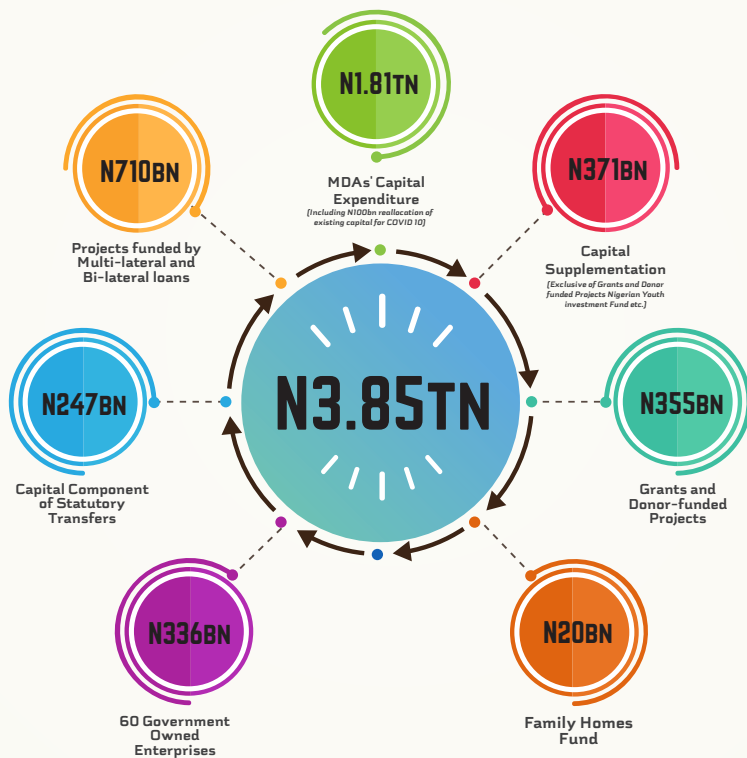 N1.81TN
MDAs' Capital
Expenditure
[Including N100bn reallocation of
existing capital for COVID 10]
N371BN
Capital
Supplementation
[Exclusive of Grants and Donor
funded Projects Nigerian Youth
investment Fund etc.]
N355BN
Grants and
Donor-funded
Projects
N20BN
Family Homes
Fund
N336BN
60 Government
Owned
Enterprises
N247BN
Capital Component
of Statutory
Transfers
N710BN
Projects funded by
Multi-lateral and
Bi-lateral loans
N3.85TN